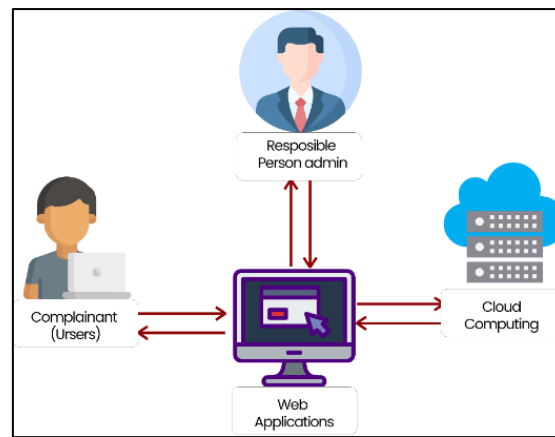 Resposible
Person admin
Complainant
(Ursers)
Cloud
Computing
Web
Applications